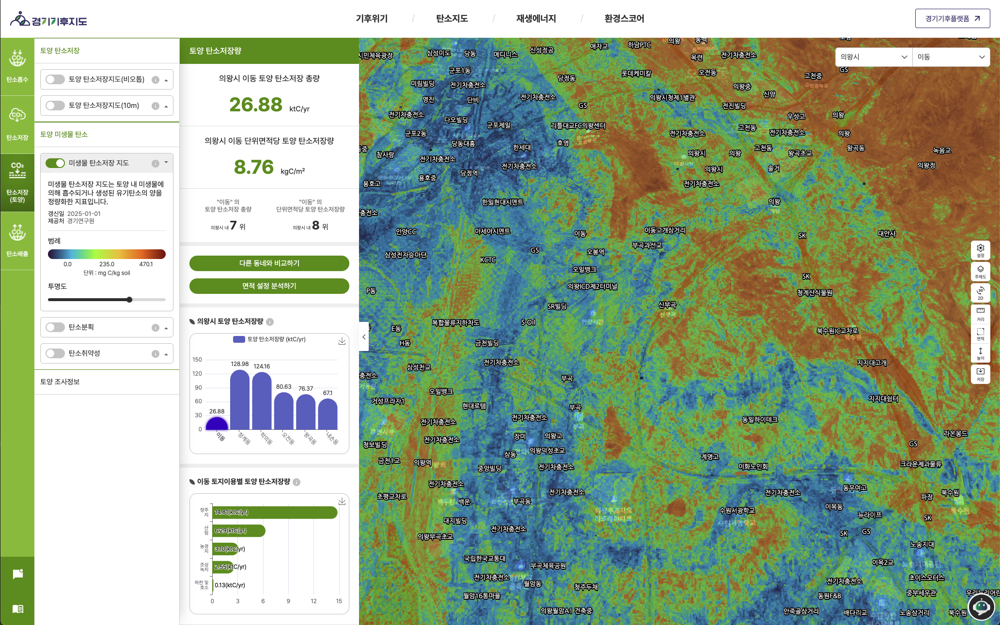 경기기후지도
기후위기 / 탄소지도 / 재생에너지 / 환경스코어
경기기후플랫폼
탄소흡수
탄소저장
탄소저장
(토양)
탄소배출
토양 탄소저장
토양 탄소저장지도(비오톱)
토양 탄소저장지도(10m)
토양 미생물 탄소
미생물 탄소저장 지도
미생물 탄소저장 지도는 토양 내 미생물에
의해 흡수되거나 생성된 유기탄소의 양을
정량화한 지표입니다.
갱신일 2025-01-01
제공처 경기연구원
범례
0.0 235.0 470.1
단위 : mg C/kg soil
투명도
탄소분획
탄소취약성
토양 조사정보
토양 탄소저장량
의왕시 이동 토양 탄소저장 총량
26.88 ktC/yr
의왕시 이동 단위면적당 토양 탄소저장량
8.76 kgC/m²
"이동" 의
토양 탄소저장 총량
의왕시 내 7 위
"이동" 의
단위면적당 토양 탄소저장량
의왕시 내 8 위
다른 동네와 비교하기
면적 설정 분석하기
의왕시 토양 탄소저장량
토양 탄소저장량 (ktC/yr)
150
120
90
60
30
0
26.88
128.98
124.16
80.63
76.37
67.1
이동
청계동
학의동
오전동
왕곡동
내손동
이동 토지이용별 토양 탄소저장량
정주지 14.81(ktC/yr)
산림 6.29(ktC/yr)
농경지 3.10(ktC/yr)
조성녹지 2.55(ktC/yr)
하천 및 호소 0.13(ktC/yr)
0 3 6 9 12 15
의왕시
이동
설정
주제도
2D
거리
면적
높이
저장
시민체육광장
삼성미도
당동
메디니스
신성정공
애자교
하남PTC
의왕
목련
전기차충전소
군포1동
미림빌딩
전기차충전소
당정동
롯데케미칼
오전동
고천중
GS
의왕중
신양
영진
단비
전기차충전소
GS
의왕시청제1별관
전진빌딩
전기차충전소
다오빌딩
군포제일
리틀대교FC의왕센터
우성고
의왕
군포2동
고천동
전기차충전소
전기차충전소
의왕
당동대흥
한세대
호영
고천동
왕곡동
녹음교
참사랑
전기차충전소
의왕시
의왕
왕곡초교
당정역
전기차충전소
의왕시
솔거
의왕정
용호고
용호중
전기차충전소
한일현대시멘트
의왕
충전소
안양CC
아세아시멘트
이동
이동고개삼거리
SK
대안사
삼성전자승마단
GS
오봉역
부곡과선교
KCTC
오일뱅크
SK
의왕ICD제2터미널
청계산식물원
P동
SR빌딩
신부곡
복합물류지하차도
S-Oil
E동
북수원IC교차로
H동
금천빌딩
전기차충전소
지지대고개
삼성천교
충전소
부곡
오일뱅크
거성프라자1
현대로템
부곡
지지대쉼터
전기차충전소
전기차충전소
동일하이테크
전기차충전소
장미
의왕고
라온몽드
청보빌딩
의왕덕성초교
GS
삼동
계명고
금천1교
의왕역
중앙빌딩
전기차충전소
이화노인회
크라운제과물류
전기차충전소
동우여고
초평교차로
백운
부곡동
전기차충전소
전기차충전소
파장
북수원
이목동
대지빌딩
수원서광학교
뉴라이프
SK
전기차충전소
의왕부곡초교
SK
GS
노송지대
국립한국교통대
부곡체육공원
이목2교
전기차충전소
월암동
청주두채
전기차충전소
초이스모터스
월암16통마을
동원F&B
중부세우관
의왕월암A1 건축중
안죽골삼거리
배다리교
노송삼거리
북수원